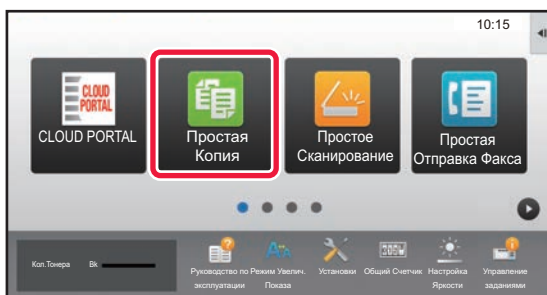 10:15
CLOUD
PORTAL
CLOUD PORTAL
Простая
Копия
Простое
Сканирование
Простая
Отправка Факса
Кол.Тонера Bk
Руководство по
эксплуатации
Режим Увелич.
Показа
Установки
Общий Счетчик
Настройка
Яркости
Управление
заданиями